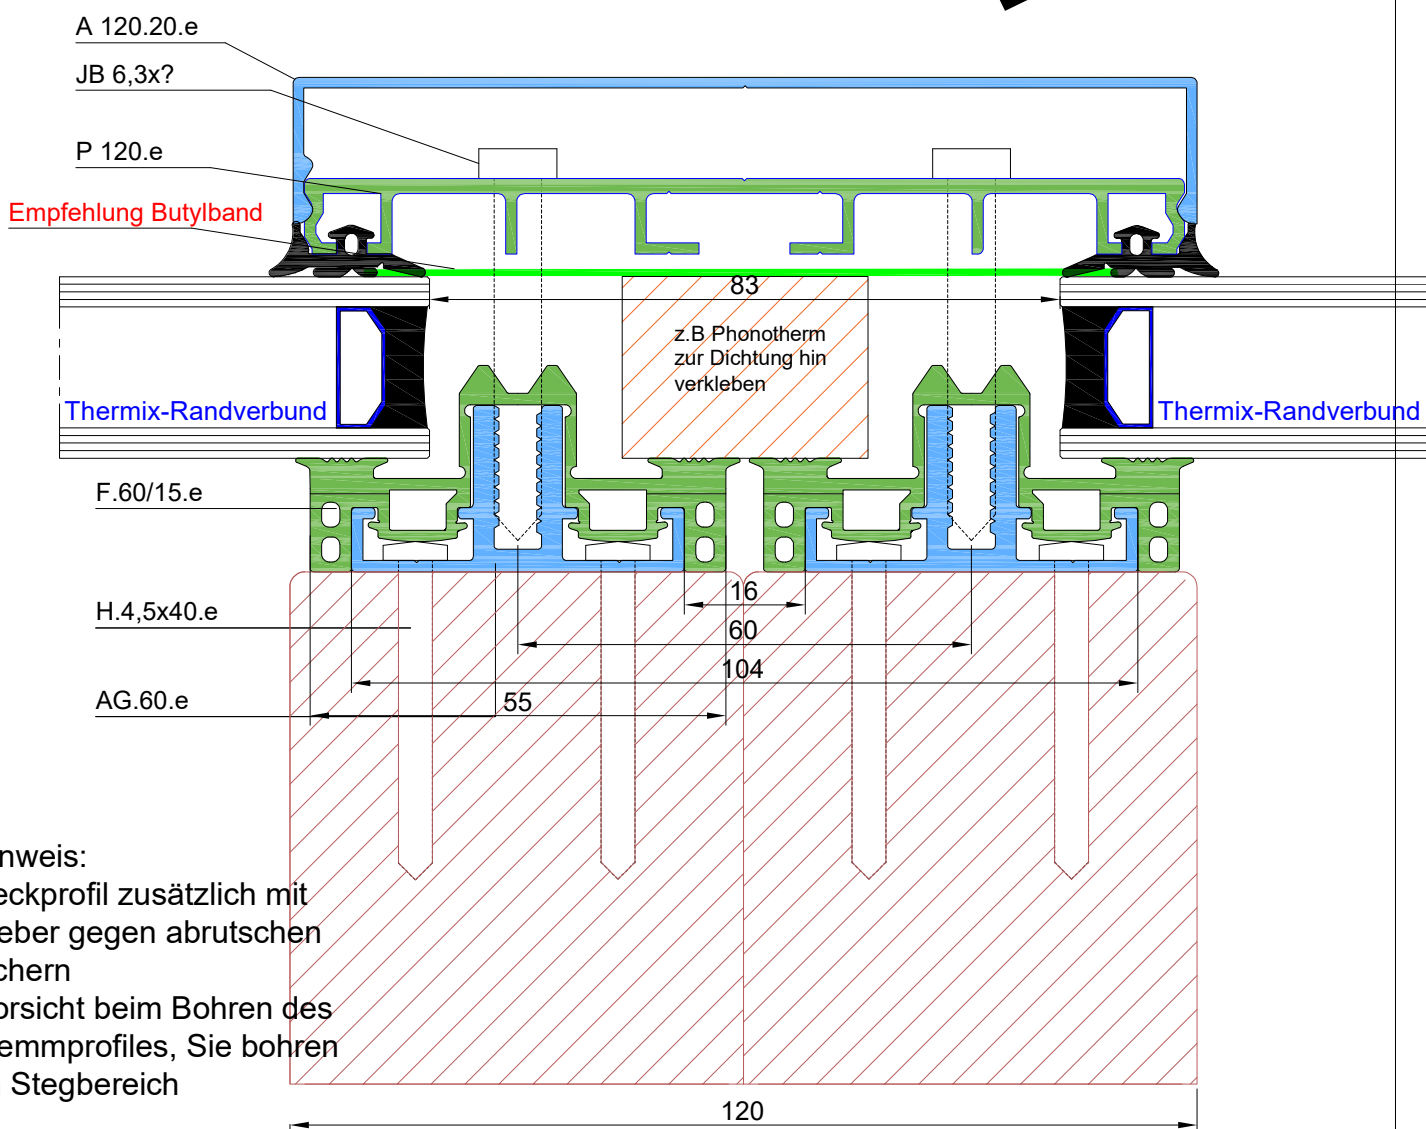 A 120.20.e
JB 6,3x?
P 120.e
Empfehlung Butylband
83
z.B Phonotherm
zur Dichtung hin
verkleben
Thermix-Randverbund
Thermix-Randverbund
F.60/15.e
16
H.4,5x40.e
60
104
AG.60.e
55
nweis:
eckprofil zusätzlich mit
eber gegen abrutschen
chern
orsicht beim Bohren des
emmprofiles, Sie bohren
Stegbereich
120